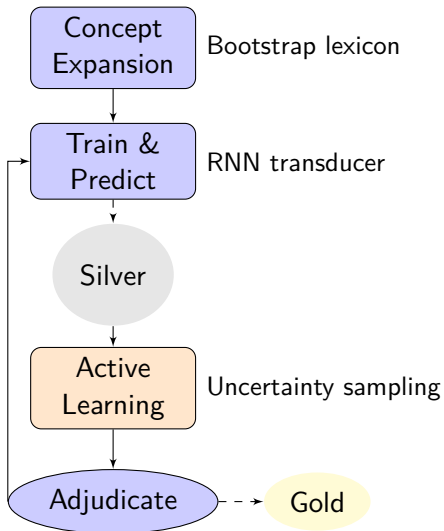 Concept
Expansion
Bootstrap lexicon
Train &
Predict
RNN transducer
Silver
Active
Learning
Uncertainty sampling
Adjudicate
Gold